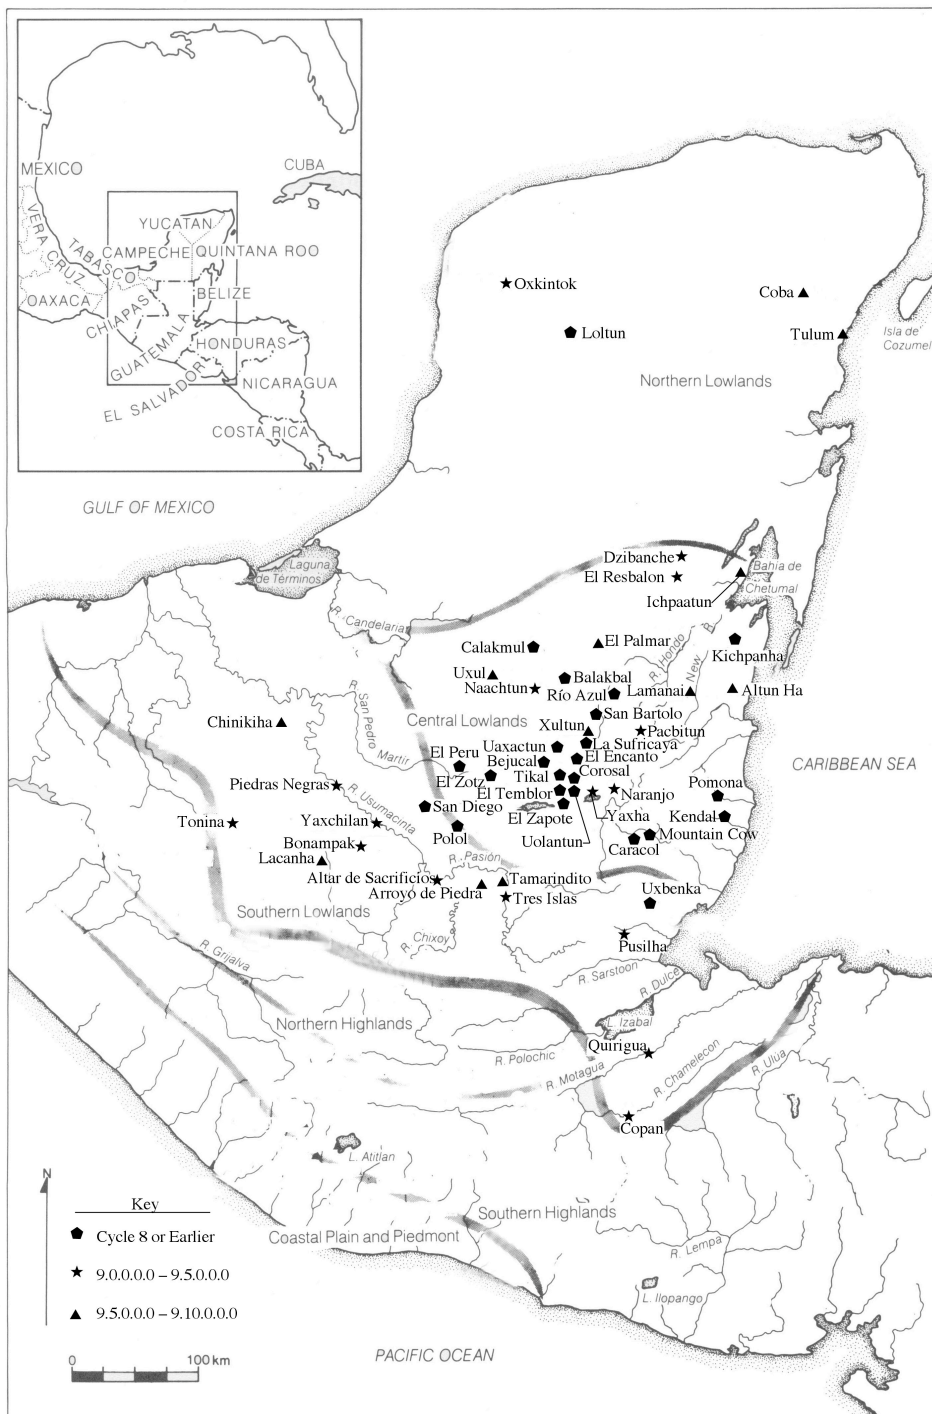 MEXICO
CUBA
VERA CRUZ
YUCATAN
CAMPECHE
QUINTANA ROO
TABASCO
OAXACA
BELIZE
CHIAPAS
GUATEMALA
HONDURAS
EL SALVADOR
NICARAGUA
COSTA RICA
Oxkintok
Coba
Loltun
Tulum
Isla de
Cozumel
Northern Lowlands
GULF OF MEXICO
Dzibanche
Laguna
de Términos
Bahia de
Chetumal
El Resbalon
Ichpaatun
R. Candelaria
El Palmar
Calakmul
R. Hondo
New R.
Kichpanha
Uxul
Balakbal
Naachtun
Río Azul
Lamanai
Altun Ha
R. San Pedro
Martir
San Bartolo
Chinikiha
Central Lowlands
Xultun
Pacbitun
La Sufricaya
Uaxactun
El Peru
El Encanto
Bejucal
CARIBBEAN SEA
Corosal
Tikal
El Zotz
Piedras Negras
Pomona
El Temblor
Naranjo
R. Usumacinta
San Diego
El Zapote
Yaxha
Kendal
Tonina
Yaxchilan
Polol
Mountain Cow
Uolantun
Bonampak
Caracol
Lacanha
R. Pasión
Altar de Sacrificios
Tamarindito
Arroyo de Piedra
Uxbenka
Tres Islas
Southern Lowlands
R. Chixoy
Pusilha
R. Grijalva
R. Sarstoon
R. Dulce
Northern Highlands
L. Izabal
Quirigua
R. Polochic
R. Motagua
R. Chamelecon
R. Ulúa
Copan
L. Atitlan
N
Key
Cycle 8 or Earlier
9.0.0.0.0 – 9.5.0.0.0
9.5.0.0.0 – 9.10.0.0.0
Southern Highlands
Coastal Plain and Piedmont
R. Lempa
L. Ilopango
0 100 km
PACIFIC OCEAN